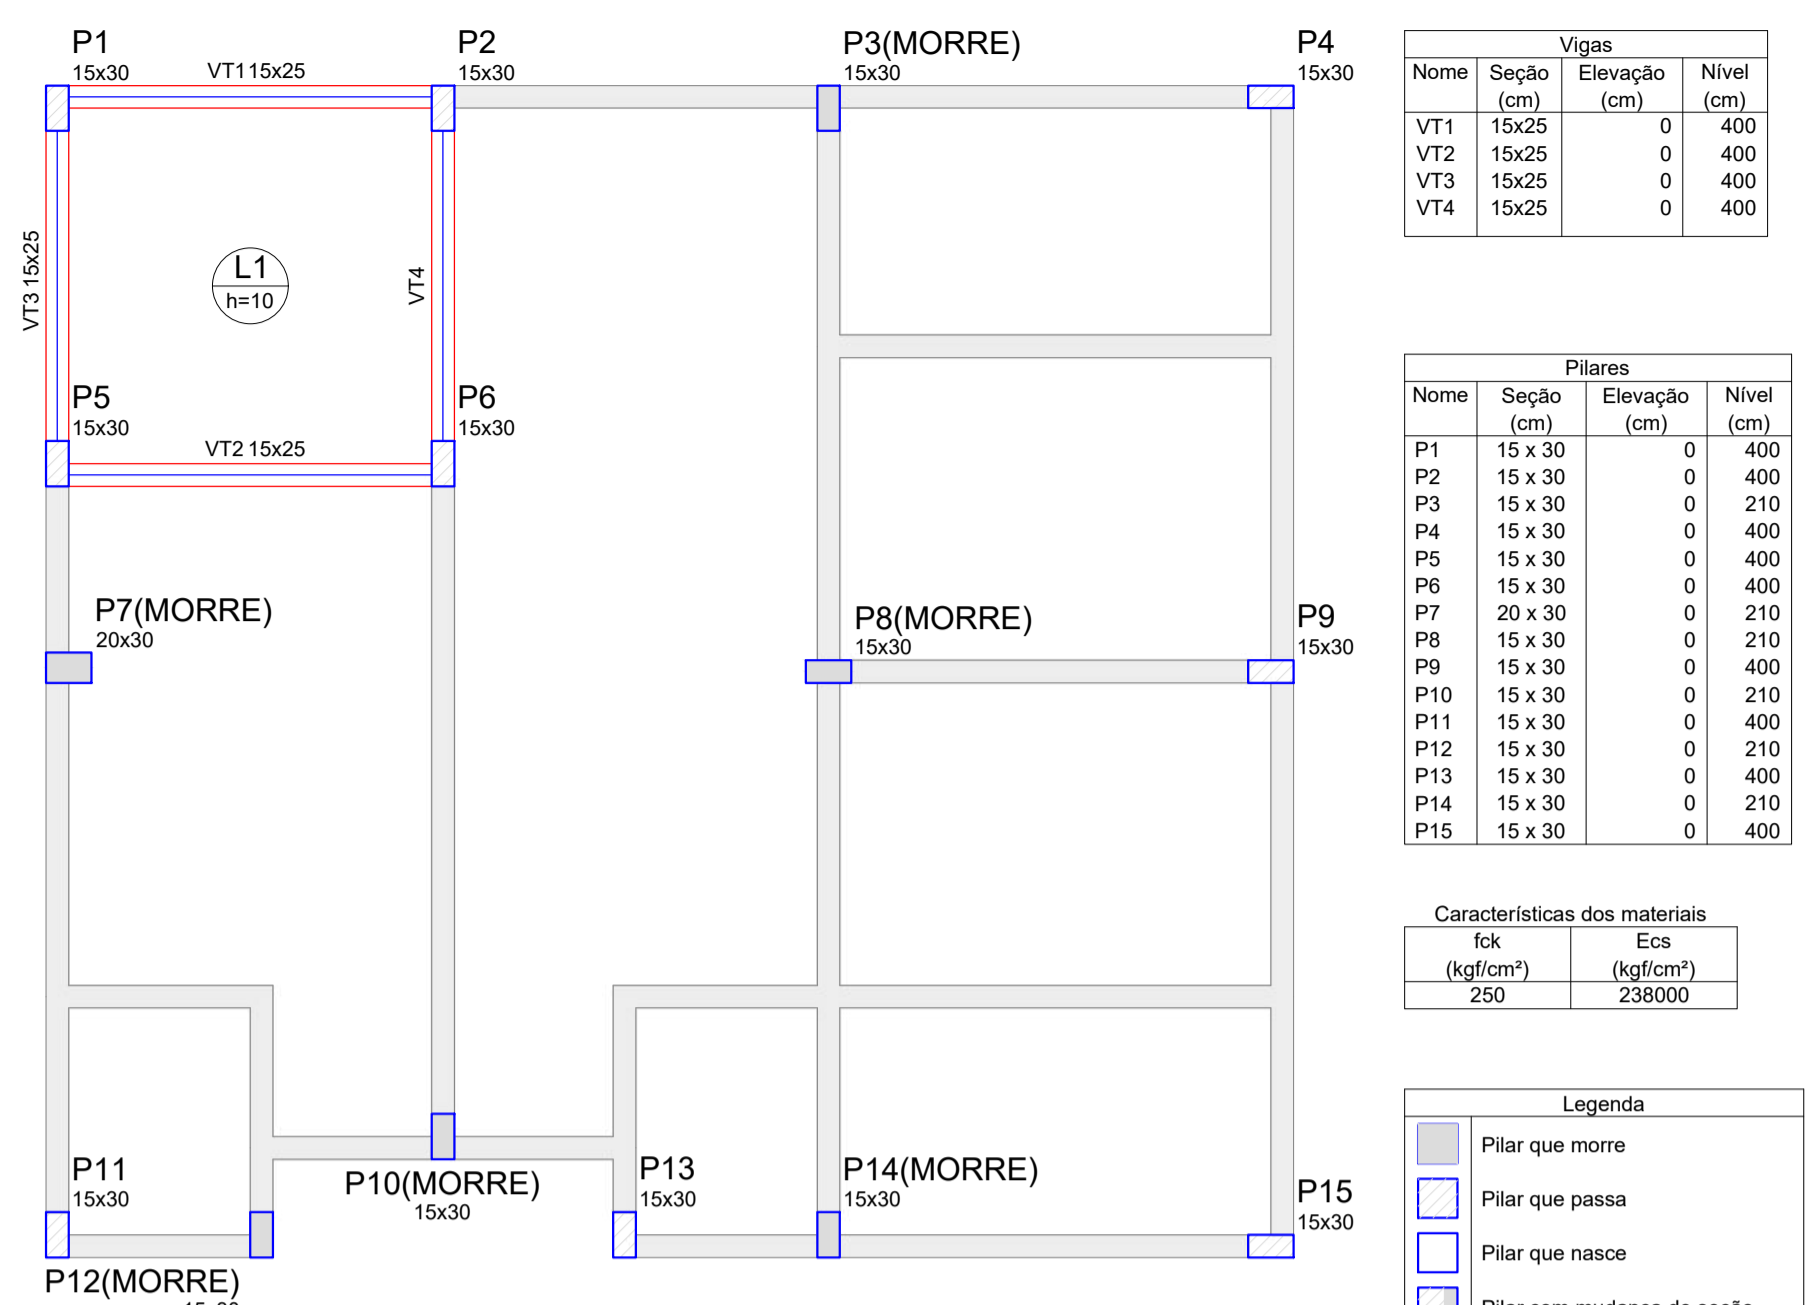 P1
15x30
VT115x25
P2
15x30
P3(MORRE)
15x30
P4
15x30
VT3 15x25
L1
h=10
VT4
P5
15x30
VT2 15x25
P6
15x30
P7(MORRE)
20x30
P8(MORRE)
15x30
P9
15x30
P11
15x30
P10(MORRE)
15x30
P13
15x30
P14(MORRE)
15x30
P15
15x30
P12(MORRE)
Vigas
Nome Seção Elevação Nível
(cm) (cm) (cm)
VT1 15x25 0 400
VT2 15x25 0 400
VT3 15x25 0 400
VT4 15x25 0 400
Pilares
Nome Seção Elevação Nível
(cm) (cm) (cm)
P1 15 x 30 0 400
P2 15 x 30 0 400
P3 15 x 30 0 210
P4 15 x 30 0 400
P5 15 x 30 0 400
P6 15 x 30 0 400
P7 20 x 30 0 210
P8 15 x 30 0 210
P9 15 x 30 0 400
P10 15 x 30 0 210
P11 15 x 30 0 400
P12 15 x 30 0 210
P13 15 x 30 0 400
P14 15 x 30 0 210
P15 15 x 30 0 400
Características dos materiais
fck Ecs
(kgf/cm²) (kgf/cm²)
250 238000
Legenda
Pilar que morre
Pilar que passa
Pilar que nasce
Pilar com mudança de seção